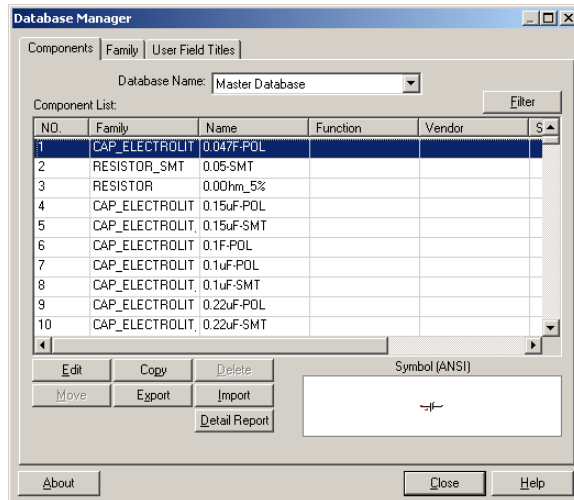 Database Manager
Components Family User Field Titles
Database Name: Master Database
Component List: Filter
NO. Family Name Function Vendor S
1 CAP_ELECTROLIT 0.047F-POL
2 RESISTOR_SMT 0.05-SMT
3 RESISTOR 0.0Ohm_5%
4 CAP_ELECTROLIT 0.15uF-POL
5 CAP_ELECTROLIT_ 0.15uF-SMT
6 CAP_ELECTROLIT 0.1F-POL
7 CAP_ELECTROLIT 0.1uF-POL
8 CAP_ELECTROLIT_ 0.1uF-SMT
9 CAP_ELECTROLIT 0.22uF-POL
10 CAP_ELECTROLIT_ 0.22uF-SMT
Edit Copy Delete Symbol (ANSI)
Move Export Import
Detail Report
About Close Help